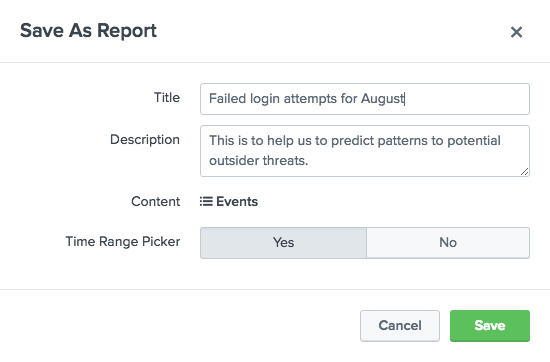 Save As Report
Title
Failed login attempts for August
Description
This is to help us to predict patterns to potential
outsider threats.
Content
Events
Time Range Picker
Yes
No
Cancel
Save